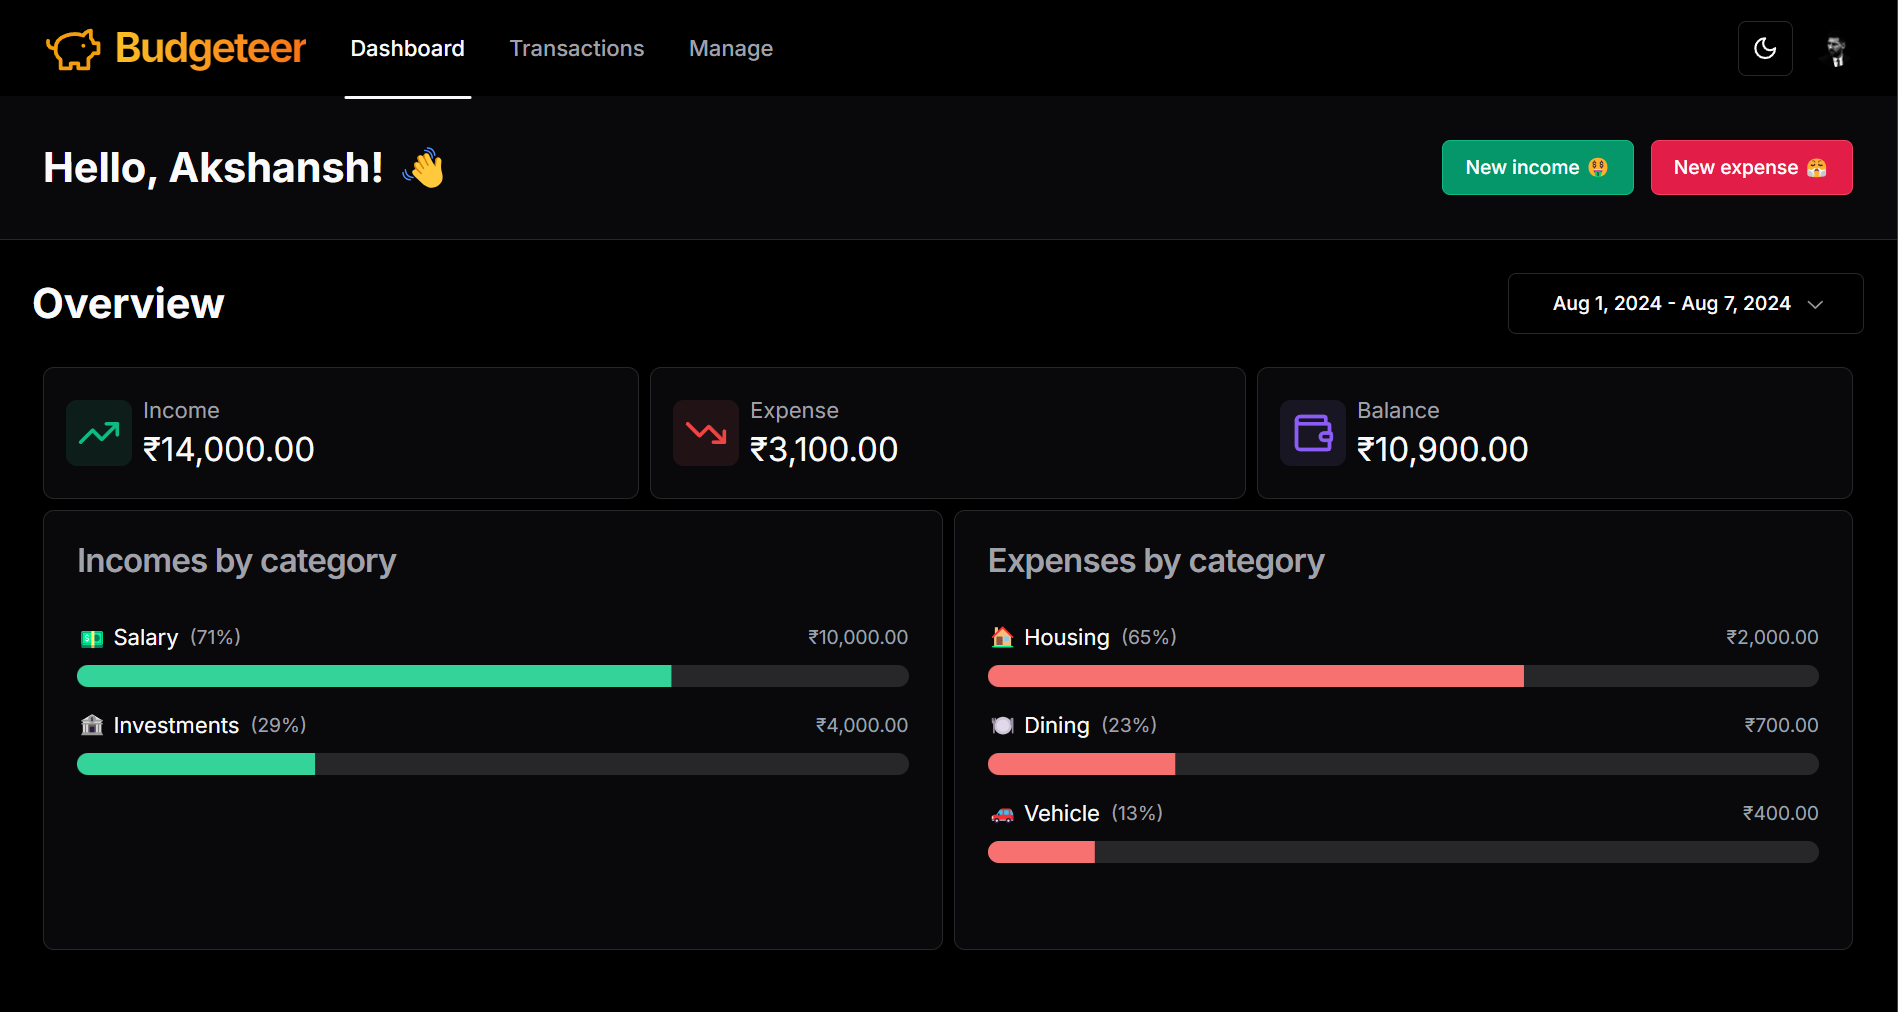 Budgeteer
Dashboard
Transactions
Manage
Hello, Akshansh! 👋
New income 🤑
New expense 😤
Overview
Aug 1, 2024 - Aug 7, 2024
Income
₹14,000.00
Expense
₹3,100.00
Balance
₹10,900.00
Incomes by category
💵 Salary (71%) ₹10,000.00
🏦 Investments (29%) ₹4,000.00
Expenses by category
🏠 Housing (65%) ₹2,000.00
🍽️ Dining (23%) ₹700.00
🚗 Vehicle (13%) ₹400.00